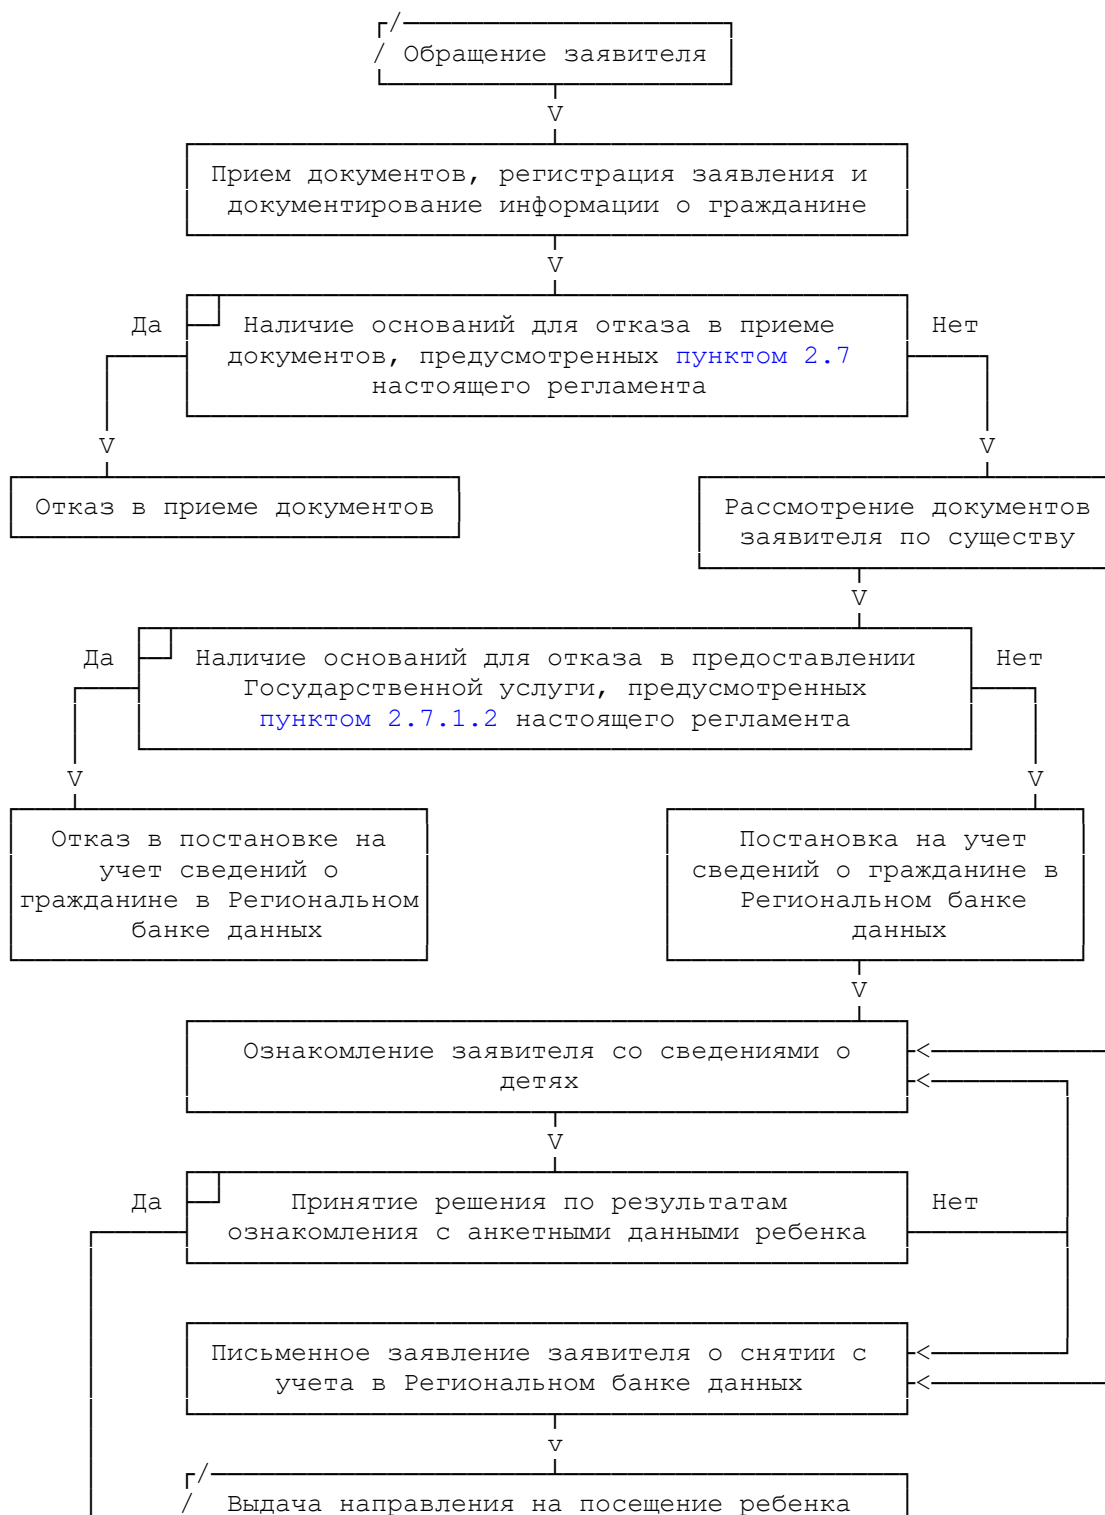 Обращение заявителя
V
Прием документов, регистрация заявления и
документирование информации о гражданине
V
Да Наличие оснований для отказа в приеме Нет
документов, предусмотренных пунктом 2.7
настоящего регламента
V V
Отказ в приеме документов Рассмотрение документов
заявителя по существу
V
Да Наличие оснований для отказа в предоставлении Нет
Государственной услуги, предусмотренных
пунктом 2.7.1.2 настоящего регламента
V V
Отказ в постановке на Постановка на учет
учет сведений о сведений о гражданине в
гражданине в Региональном Региональном банке
банке данных данных
V
Ознакомление заявителя со сведениями о
детях
V
Да Принятие решения по результатам Нет
ознакомления с анкетными данными ребенка
Письменное заявление заявителя о снятии с
учета в Региональном банке данных
v
Выдача направления на посещение ребенка